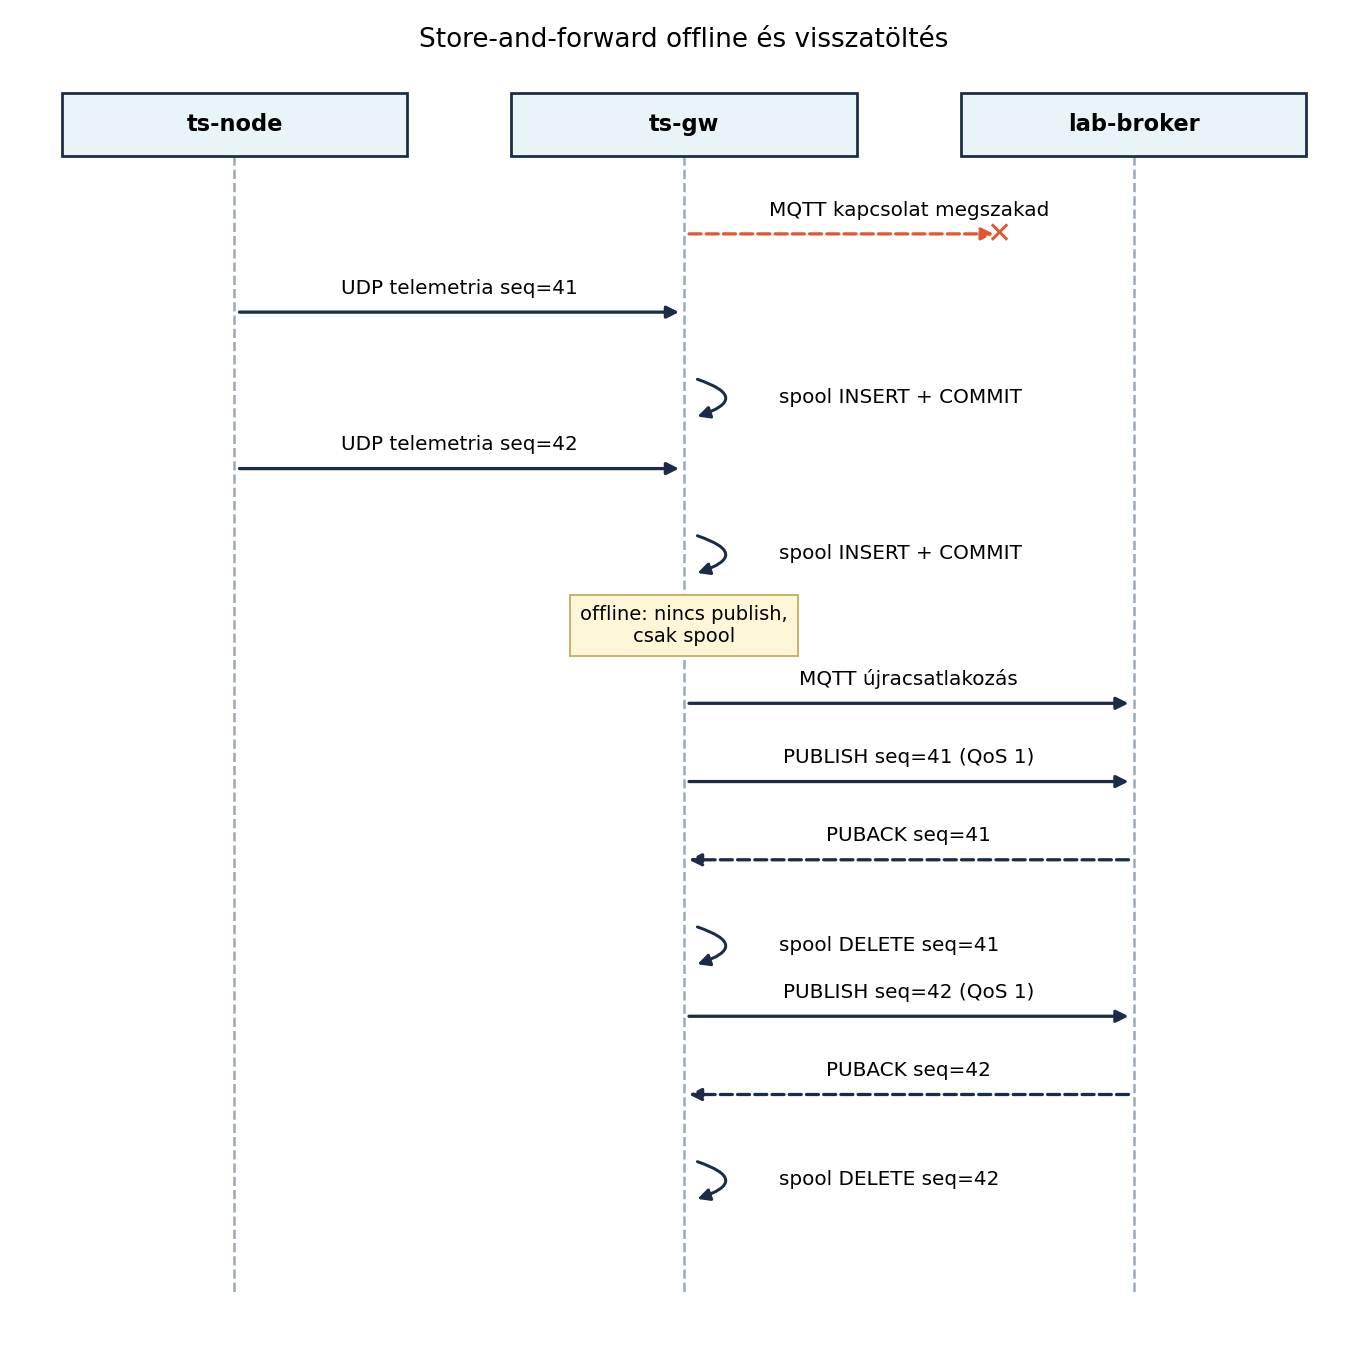 Store-and-forward offline és visszatöltés
ts-node
ts-gw
lab-broker
MQTT kapcsolat megszakad
UDP telemetria seq=41
spool INSERT + COMMIT
UDP telemetria seq=42
spool INSERT + COMMIT
offline: nincs publish,
csak spool
MQTT újracsatlakozás
PUBLISH seq=41 (QoS 1)
PUBACK seq=41
spool DELETE seq=41
PUBLISH seq=42 (QoS 1)
PUBACK seq=42
spool DELETE seq=42